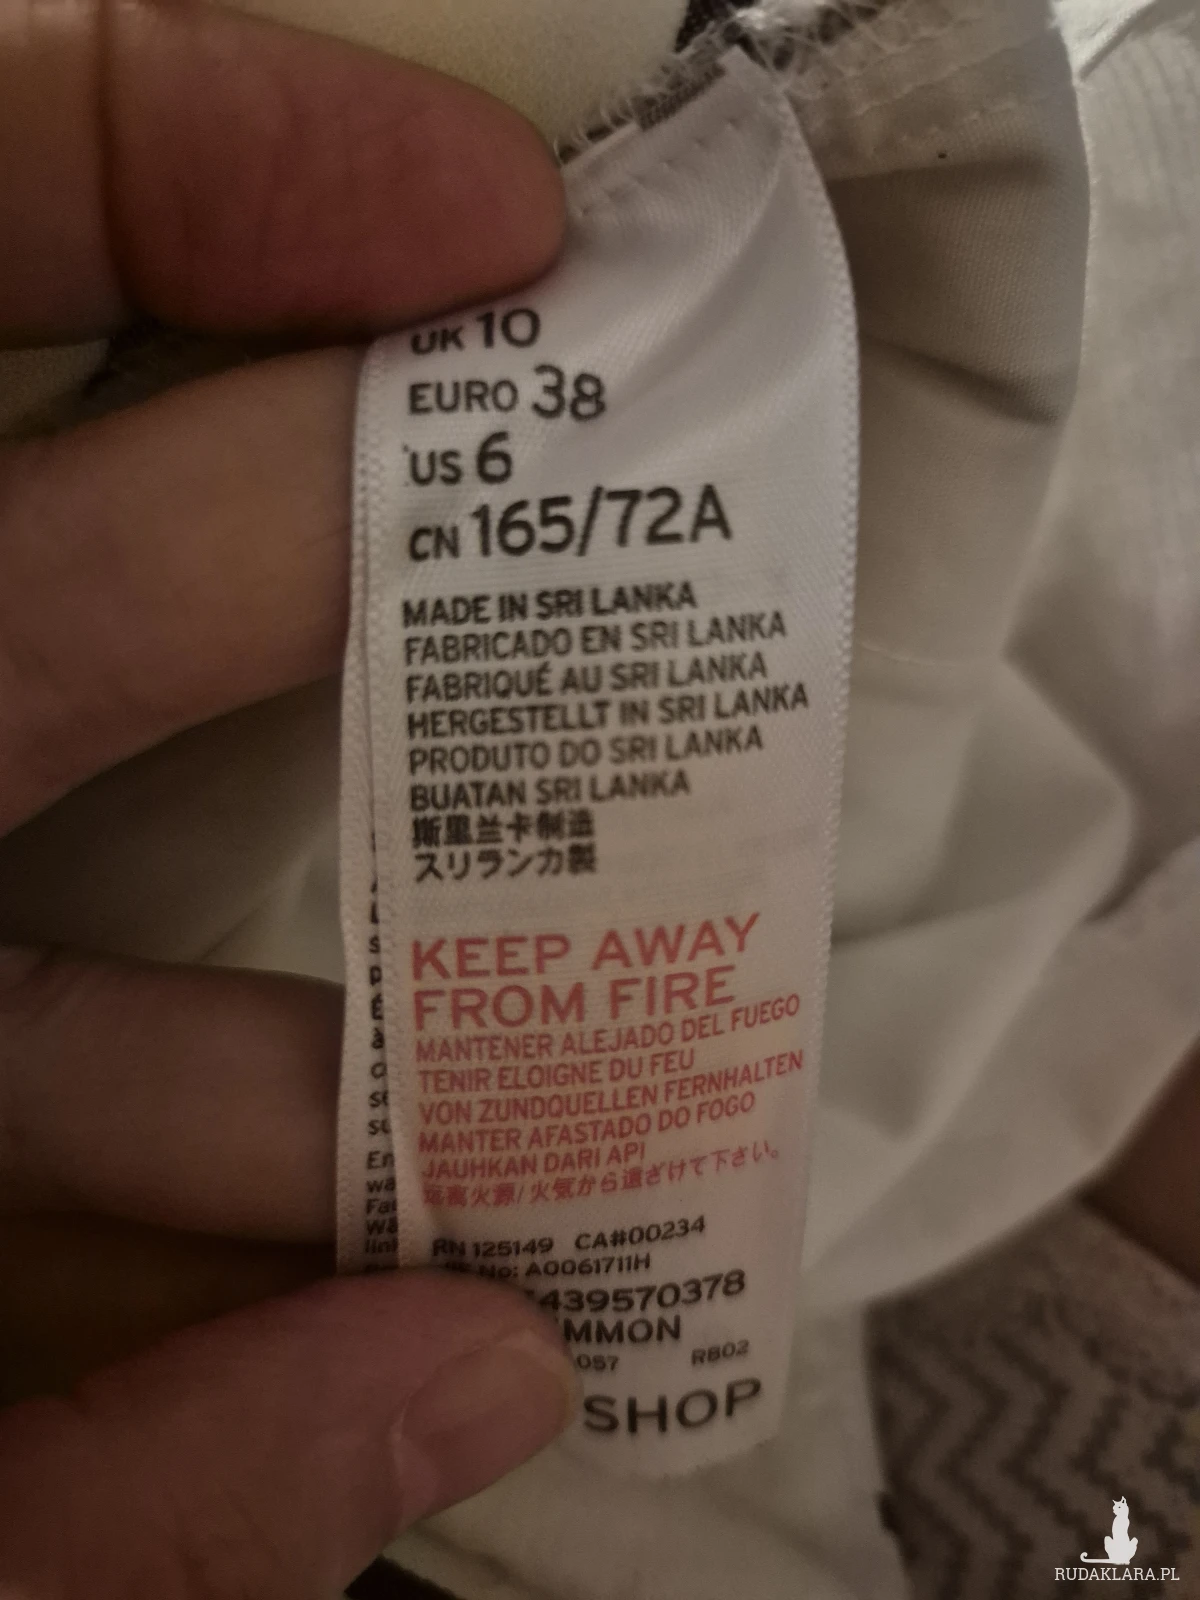 UK 10
EURO 38
US 6
CN 165/72A
MADE IN SRI LANKA
FABRICADO EN SRI LANKA
FABRIQUÉ AU SRI LANKA
HERGESTELLT IN SRI LANKA
PRODUTO DO SRI LANKA
BUATAN SRI LANKA
斯里兰卡制造
スリランカ製
KEEP AWAY
FROM FIRE
MANTENER ALEJADO DEL FUEGO
TENIR ELOIGNE DU FEU
VON ZUNDQUELLEN FERNHALTEN
MANTER AFASTADO DO FOGO
JAUHKAN DARI API
远离火源/火気から遠ざけて下さい。
RN 125149 CA#00234
No: A0061711H
439570378
MMON
057 RB02
SHOP
RUDAKLARA.PL